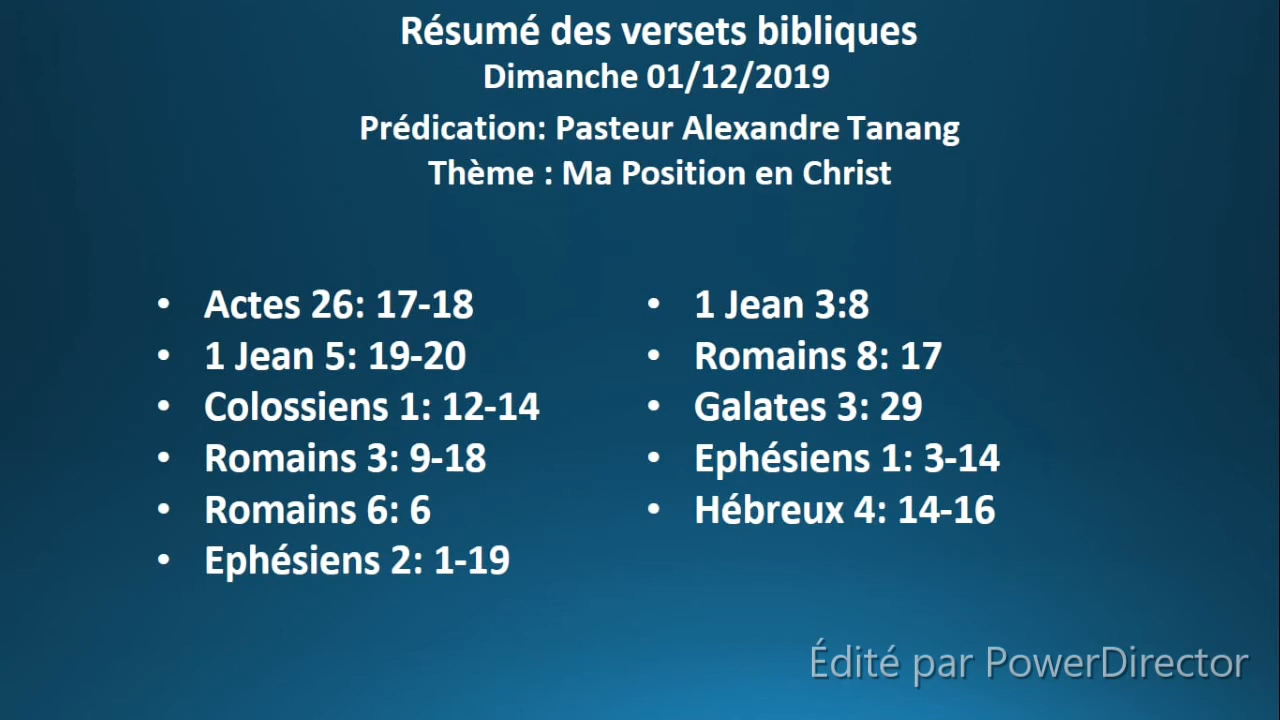 Résumé des versets bibliques
Dimanche 01/12/2019
Prédication: Pasteur Alexandre Tanang
Thème : Ma Position en Christ
• Actes 26: 17-18
• 1 Jean 5: 19-20
• Colossiens 1: 12-14
• Romains 3: 9-18
• Romains 6: 6
• Ephésiens 2: 1-19
• 1 Jean 3:8
• Romains 8: 17
• Galates 3: 29
• Ephésiens 1: 3-14
• Hébreux 4: 14-16
Édité par PowerDirector